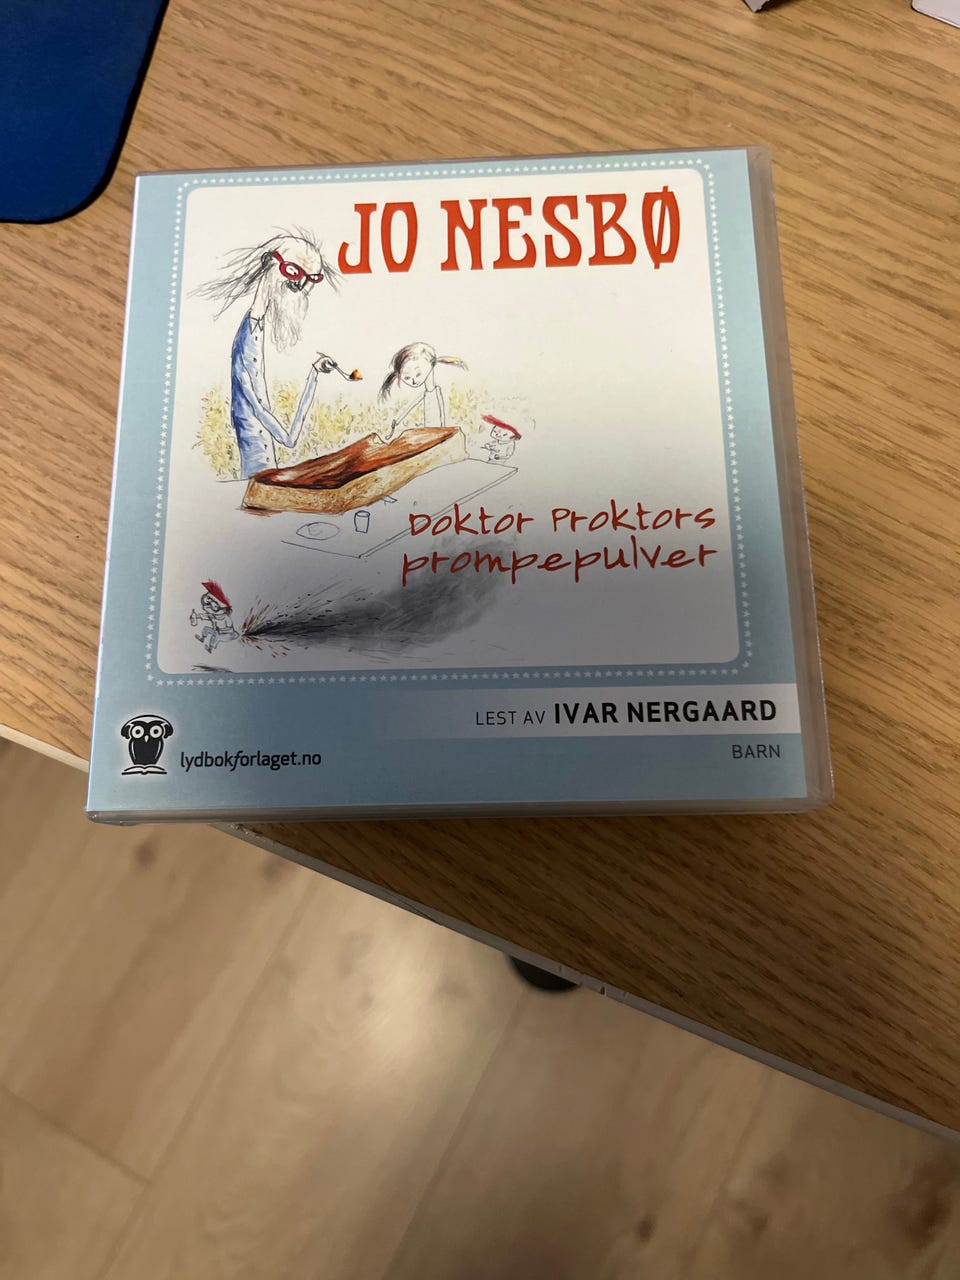 JO NESBØ
Doktor Proktors
prompepulver
LEST AV IVAR NERGAARD
lydbokforlaget.no
BARN